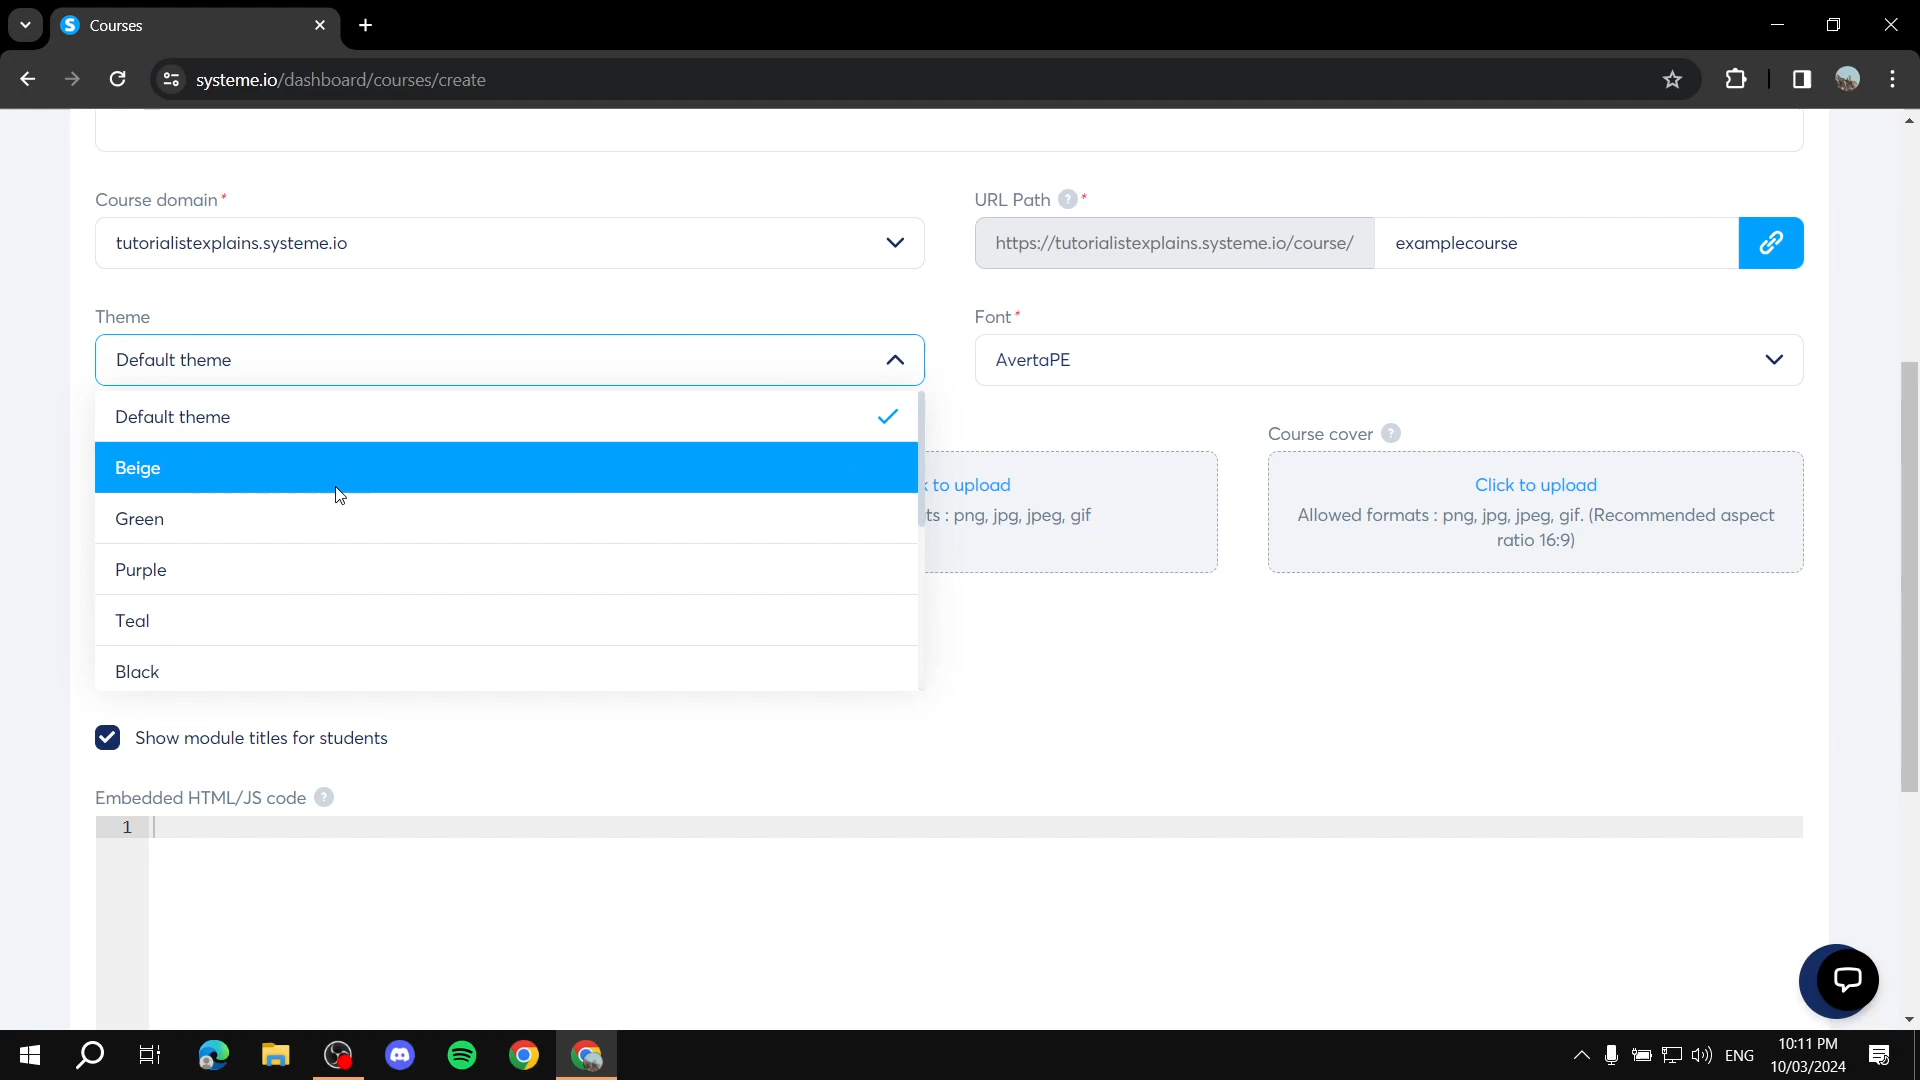 Courses
systeme.io/dashboard/courses/create
Course domain*
tutorialistexplains.systeme.io
URL Path ? *
https://tutorialistexplains.systeme.io/course/ examplecourse
Theme
Default theme
Font*
AvertaPE
Default theme
Beige
Green
Purple
Teal
Black
k to upload
ts : png, jpg, jpeg, gif
Course cover ?
Click to upload
Allowed formats : png, jpg, jpeg, gif. (Recommended aspect
ratio 16:9)
Show module titles for students
Embedded HTML/JS code ?
1
ENG
10:11 PM
10/03/2024